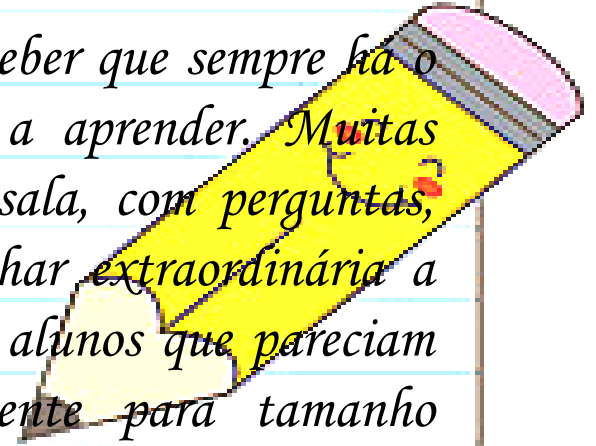 eber que sempre há o
a aprender. Muitas
sala, com perguntas,
har extraordinária a
alunos que pareciam
ente para tamanho